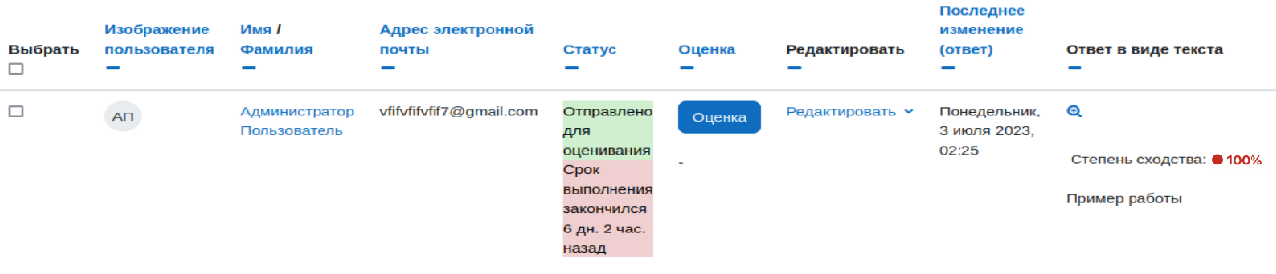 Выбрать
Изображение
пользователя
Имя /
Фамилия
Адрес электронной
почты
Статус
Оценка
Редактировать
Последнее
изменение
(ответ)
Ответ в виде текста
АП
Администратор
Пользователь
vfifvfifvfif7@gmail.com
Отправлено
для
оценивания
Срок
выполнения
закончился
6 дн. 2 час.
назад
Оценка
-
Редактировать
Понедельник,
3 июля 2023,
02:25
Степень сходства: 100%
Пример работы